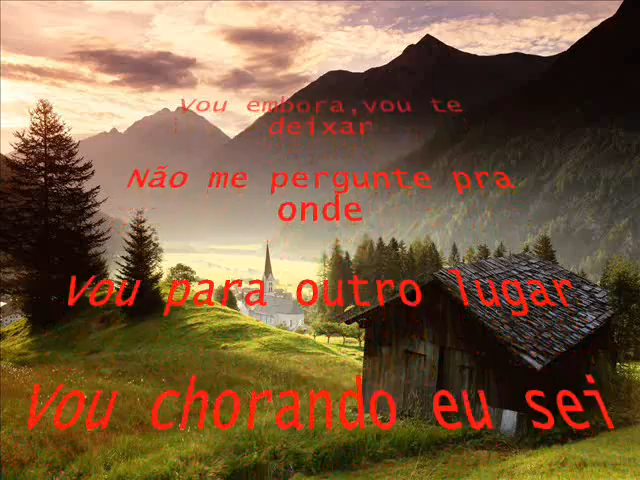 Vou embora,vou te
deixar
Não me pergunte pra
onde
Vou para outro lugar
Vou chorando eu sei